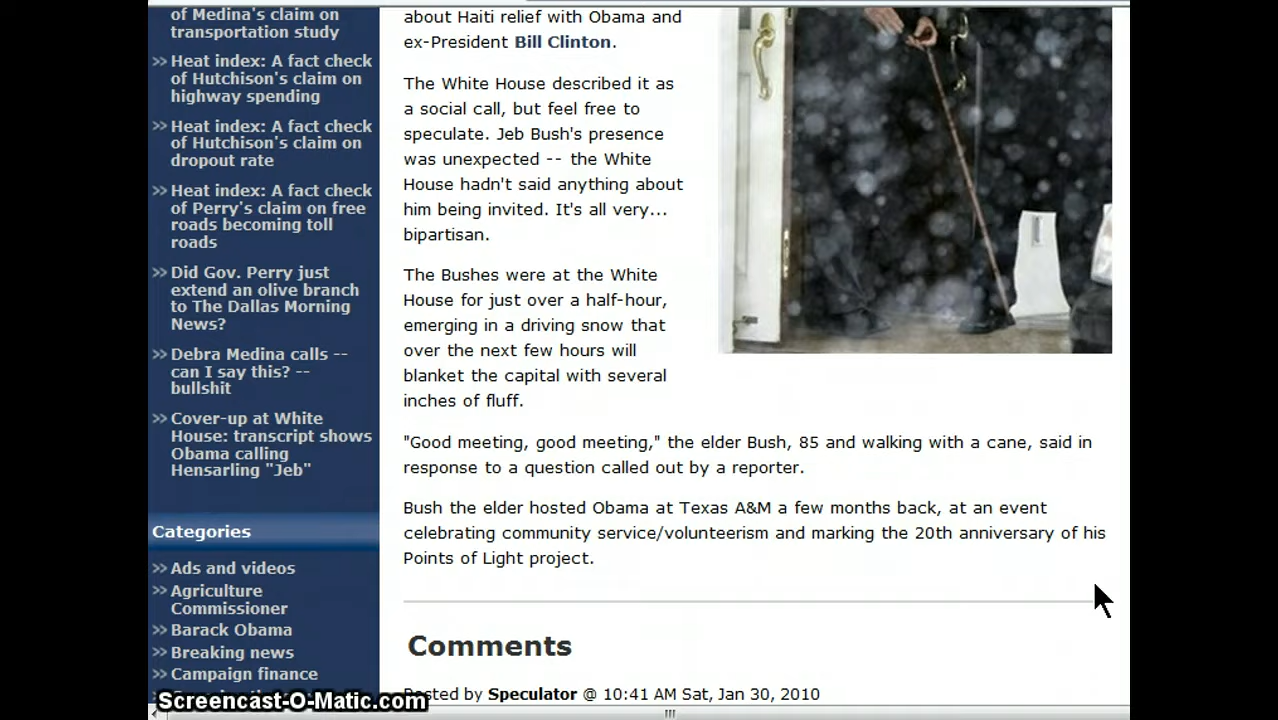 of Medina's claim on
transportation study
>> Heat index: A fact check
of Hutchison's claim on
highway spending
>> Heat index: A fact check
of Hutchison's claim on
dropout rate
>> Heat index: A fact check
of Perry's claim on free
roads becoming toll
roads
>> Did Gov. Perry just
extend an olive branch
to The Dallas Morning
News?
>> Debra Medina calls --
can I say this? --
bullshit
>> Cover-up at White
House: transcript shows
Obama calling
Hensarling "Jeb"
Categories
>> Ads and videos
>> Agriculture
Commissioner
>> Barack Obama
>> Breaking news
>> Campaign finance
about Haiti relief with Obama and
ex-President Bill Clinton.
The White House described it as
a social call, but feel free to
speculate. Jeb Bush's presence
was unexpected -- the White
House hadn't said anything about
him being invited. It's all very...
bipartisan.
The Bushes were at the White
House for just over a half-hour,
emerging in a driving snow that
over the next few hours will
blanket the capital with several
inches of fluff.
"Good meeting, good meeting," the elder Bush, 85 and walking with a cane, said in
response to a question called out by a reporter.
Bush the elder hosted Obama at Texas A&M a few months back, at an event
celebrating community service/volunteerism and marking the 20th anniversary of his
Points of Light project.
Comments
Posted by Speculator @ 10:41 AM Sat, Jan 30, 2010
Screencast-O-Matic.com